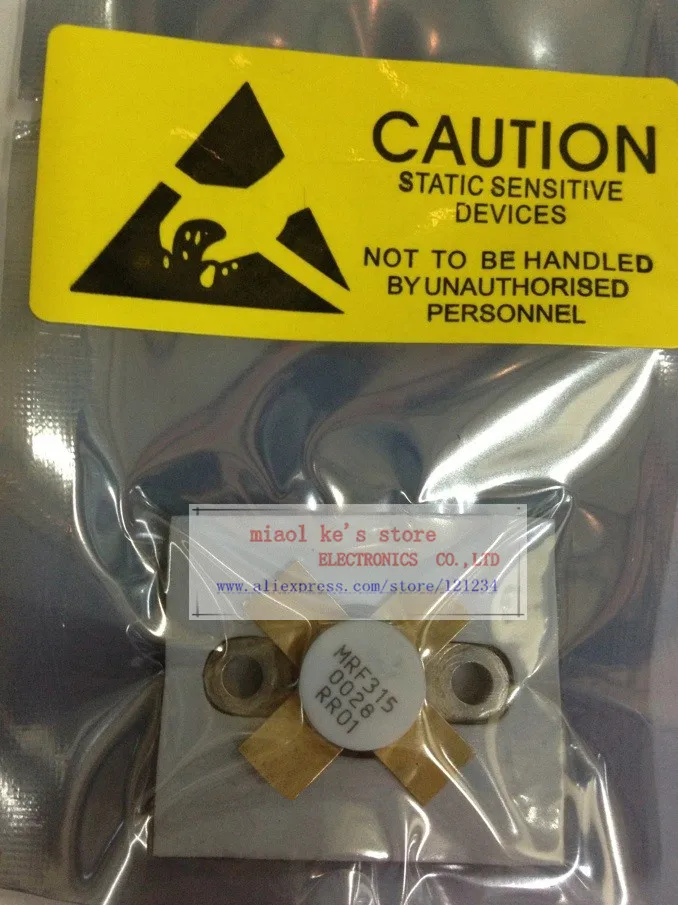 CAUTION
STATIC SENSITIVE
DEVICES
NOT TO BE HANDLED
BY UNAUTHORISED
PERSONNEL
miaol ke's store
ELECTRONICS CO.,LTD
www.aliexpress.com/store/121234
MRF315
0028
RR01